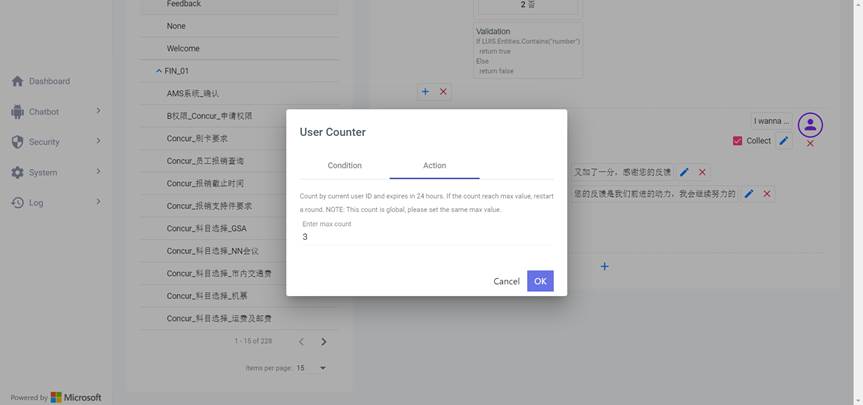 Feedback
None
Welcome
FIN_01
AMS系统_确认
B权限_Concur_申请权限
Concur_刷卡要求
Concur_员工报销查询
Concur_报销截止时间
Concur_报销支持件要求
Concur_科目选择_GSA
Concur_科目选择_NN会议
Concur_科目选择_市内交通费
Concur_科目选择_机票
Concur_科目选择_运费及邮费
1 - 15 of 228
Items per page: 15
Dashboard
Chatbot
Security
System
Log
Powered by Microsoft
Validation
If LUIS.Entities.Contains("number")
return true
Else
return false
I wanna ...
Collect
又加了一分，感谢您的反馈
您的反馈是我们前进的动力，我会继续努力的
User Counter
Condition
Action
Count by current user ID and expires in 24 hours. If the count reach max value, restart
a round. NOTE: This count is global, please set the same max value.
Enter max count
3
Cancel
OK